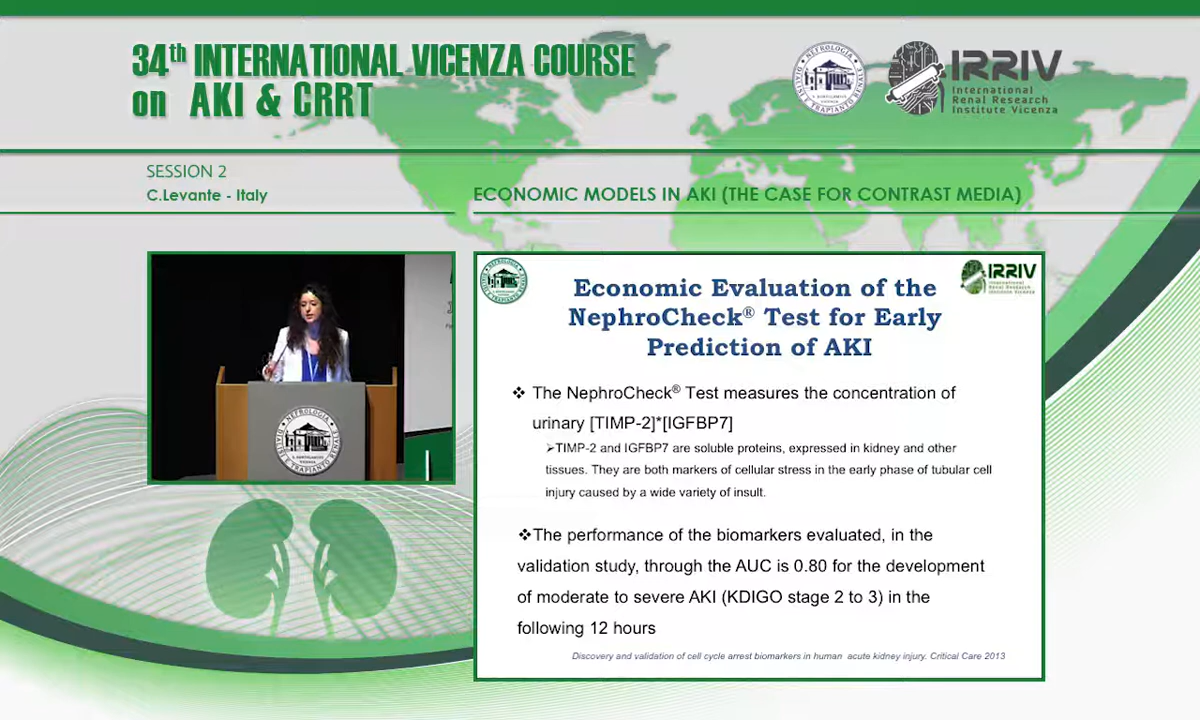 34th INTERNATIONAL VICENZA COURSE
on AKI & CRRT
IRRIV
International
Renal Research
Institute Vicenza
SESSION 2
C.Levante - Italy
ECONOMIC MODELS IN AKI (THE CASE FOR CONTRAST MEDIA)
IRRIV
International
Renal Research
Institute Vicenza
Economic Evaluation of the
NephroCheck® Test for Early
Prediction of AKI
❖ The NephroCheck® Test measures the concentration of
urinary [TIMP-2]*[IGFBP7]
➢TIMP-2 and IGFBP7 are soluble proteins, expressed in kidney and other
tissues. They are both markers of cellular stress in the early phase of tubular cell
injury caused by a wide variety of insult.
❖The performance of the biomarkers evaluated, in the
validation study, through the AUC is 0.80 for the development
of moderate to severe AKI (KDIGO stage 2 to 3) in the
following 12 hours
Discovery and validation of cell cycle arrest biomarkers in human acute kidney injury. Critical Care 2013